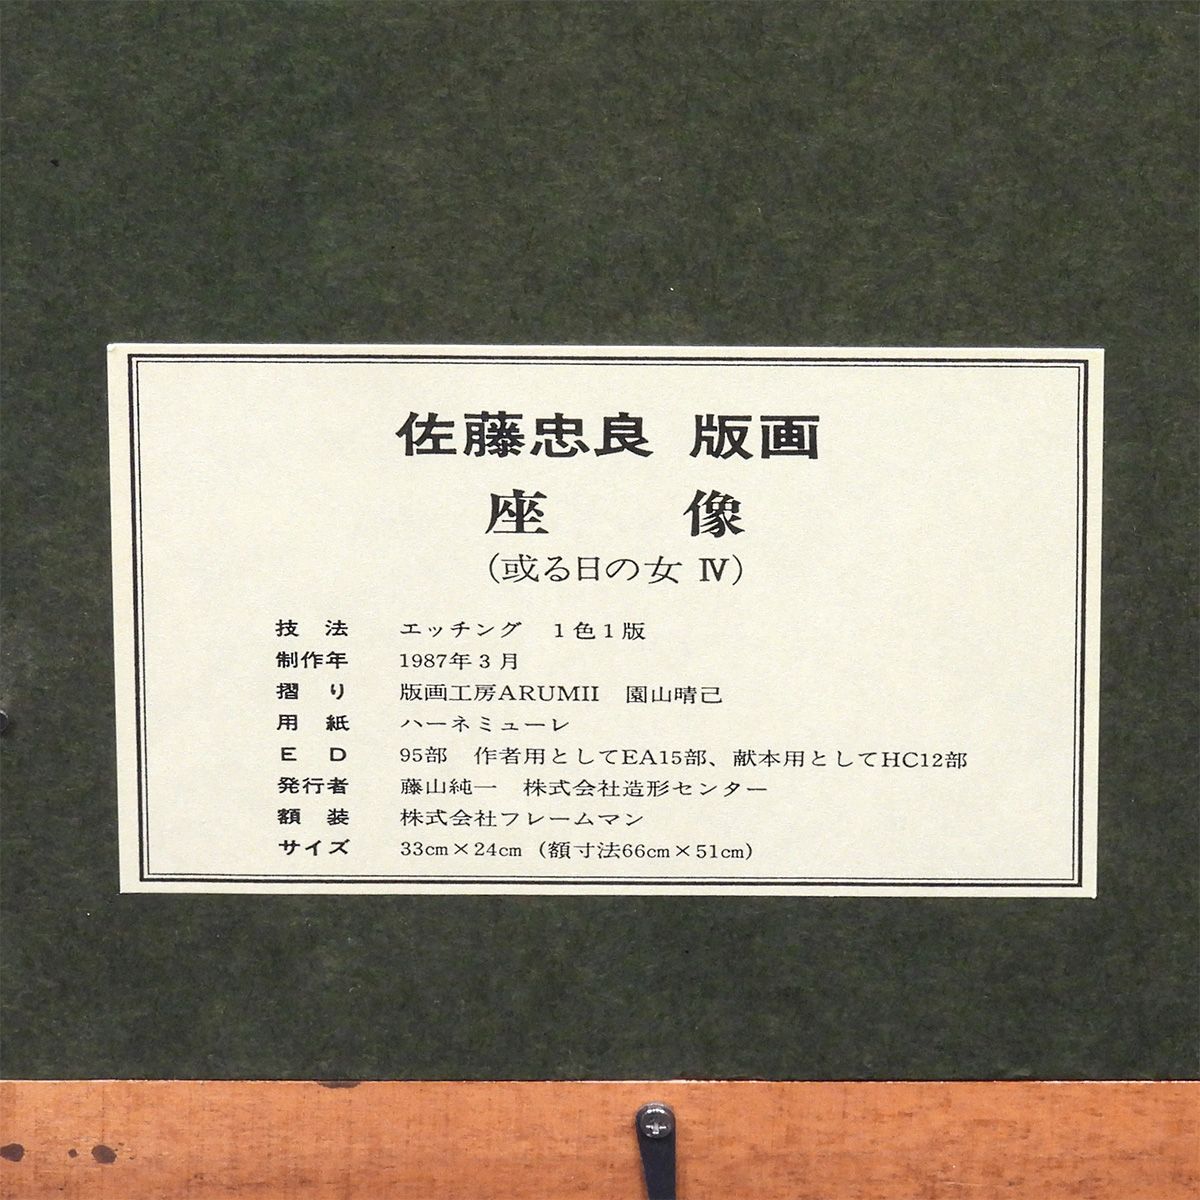 佐藤忠良 版画
座 像
(或る日の女 Ⅳ)
技 法 エッチング 1色1版
制作年 1987年3月
摺 り 版画工房ARUMII 園山晴己
用 紙 ハーネミューレ
E D 95部 作者用としてEA15部、献本用としてHC12部
発行者 藤山純一 株式会社造形センター
額 装 株式会社フレームマン
サイズ 33cm×24cm (額寸法66cm×51cm)